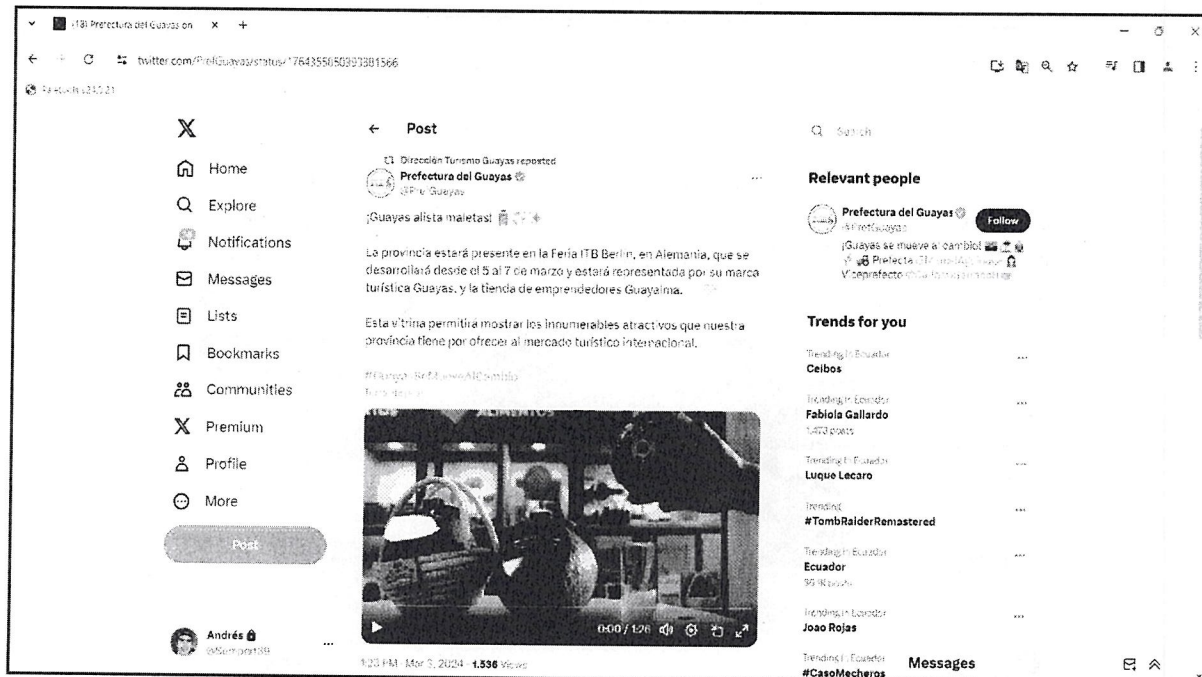 (18) Prefectura del Guayas on
twitter.com/PrefGuayas/status/1764355850393381566
X
Home
Explore
Notifications
Messages
Lists
Bookmarks
Communities
Premium
Profile
More
Post
Andrés
Post
Dirección Turismo Guayas reposted
Prefectura del Guayas
@PrefGuayas
¡Guayas alista maletas!
La provincia estará presente en la Feria ITB Berlín, en Alemania, que se
desarrollará desde el 5 al 7 de marzo y estará representada por su marca
turística Guayas, y la tienda de emprendedores Guayalma.
Esta vitrina permitirá mostrar los innumerables atractivos que nuestra
provincia tiene por ofrecer al mercado turístico internacional.
ALIMENTOS
0:00 / 1:26
1:23 PM · Mar 3, 2024 · 1.536 Views
Search
Relevant people
Prefectura del Guayas
@PrefGuayas
Follow
¡Guayas se mueve al cambio!
Prefecta
Viceprefecto
Trends for you
Trending in Ecuador
Ceibos
Trending in Ecuador
Fabiola Gallardo
1,473 posts
Trending in Ecuador
Luque Lecaro
Trending
#TombRaiderRemastered
Trending in Ecuador
Ecuador
posts
Trending in Ecuador
Joao Rojas
Trending in Ecuador
#CasoMecheros
Messages